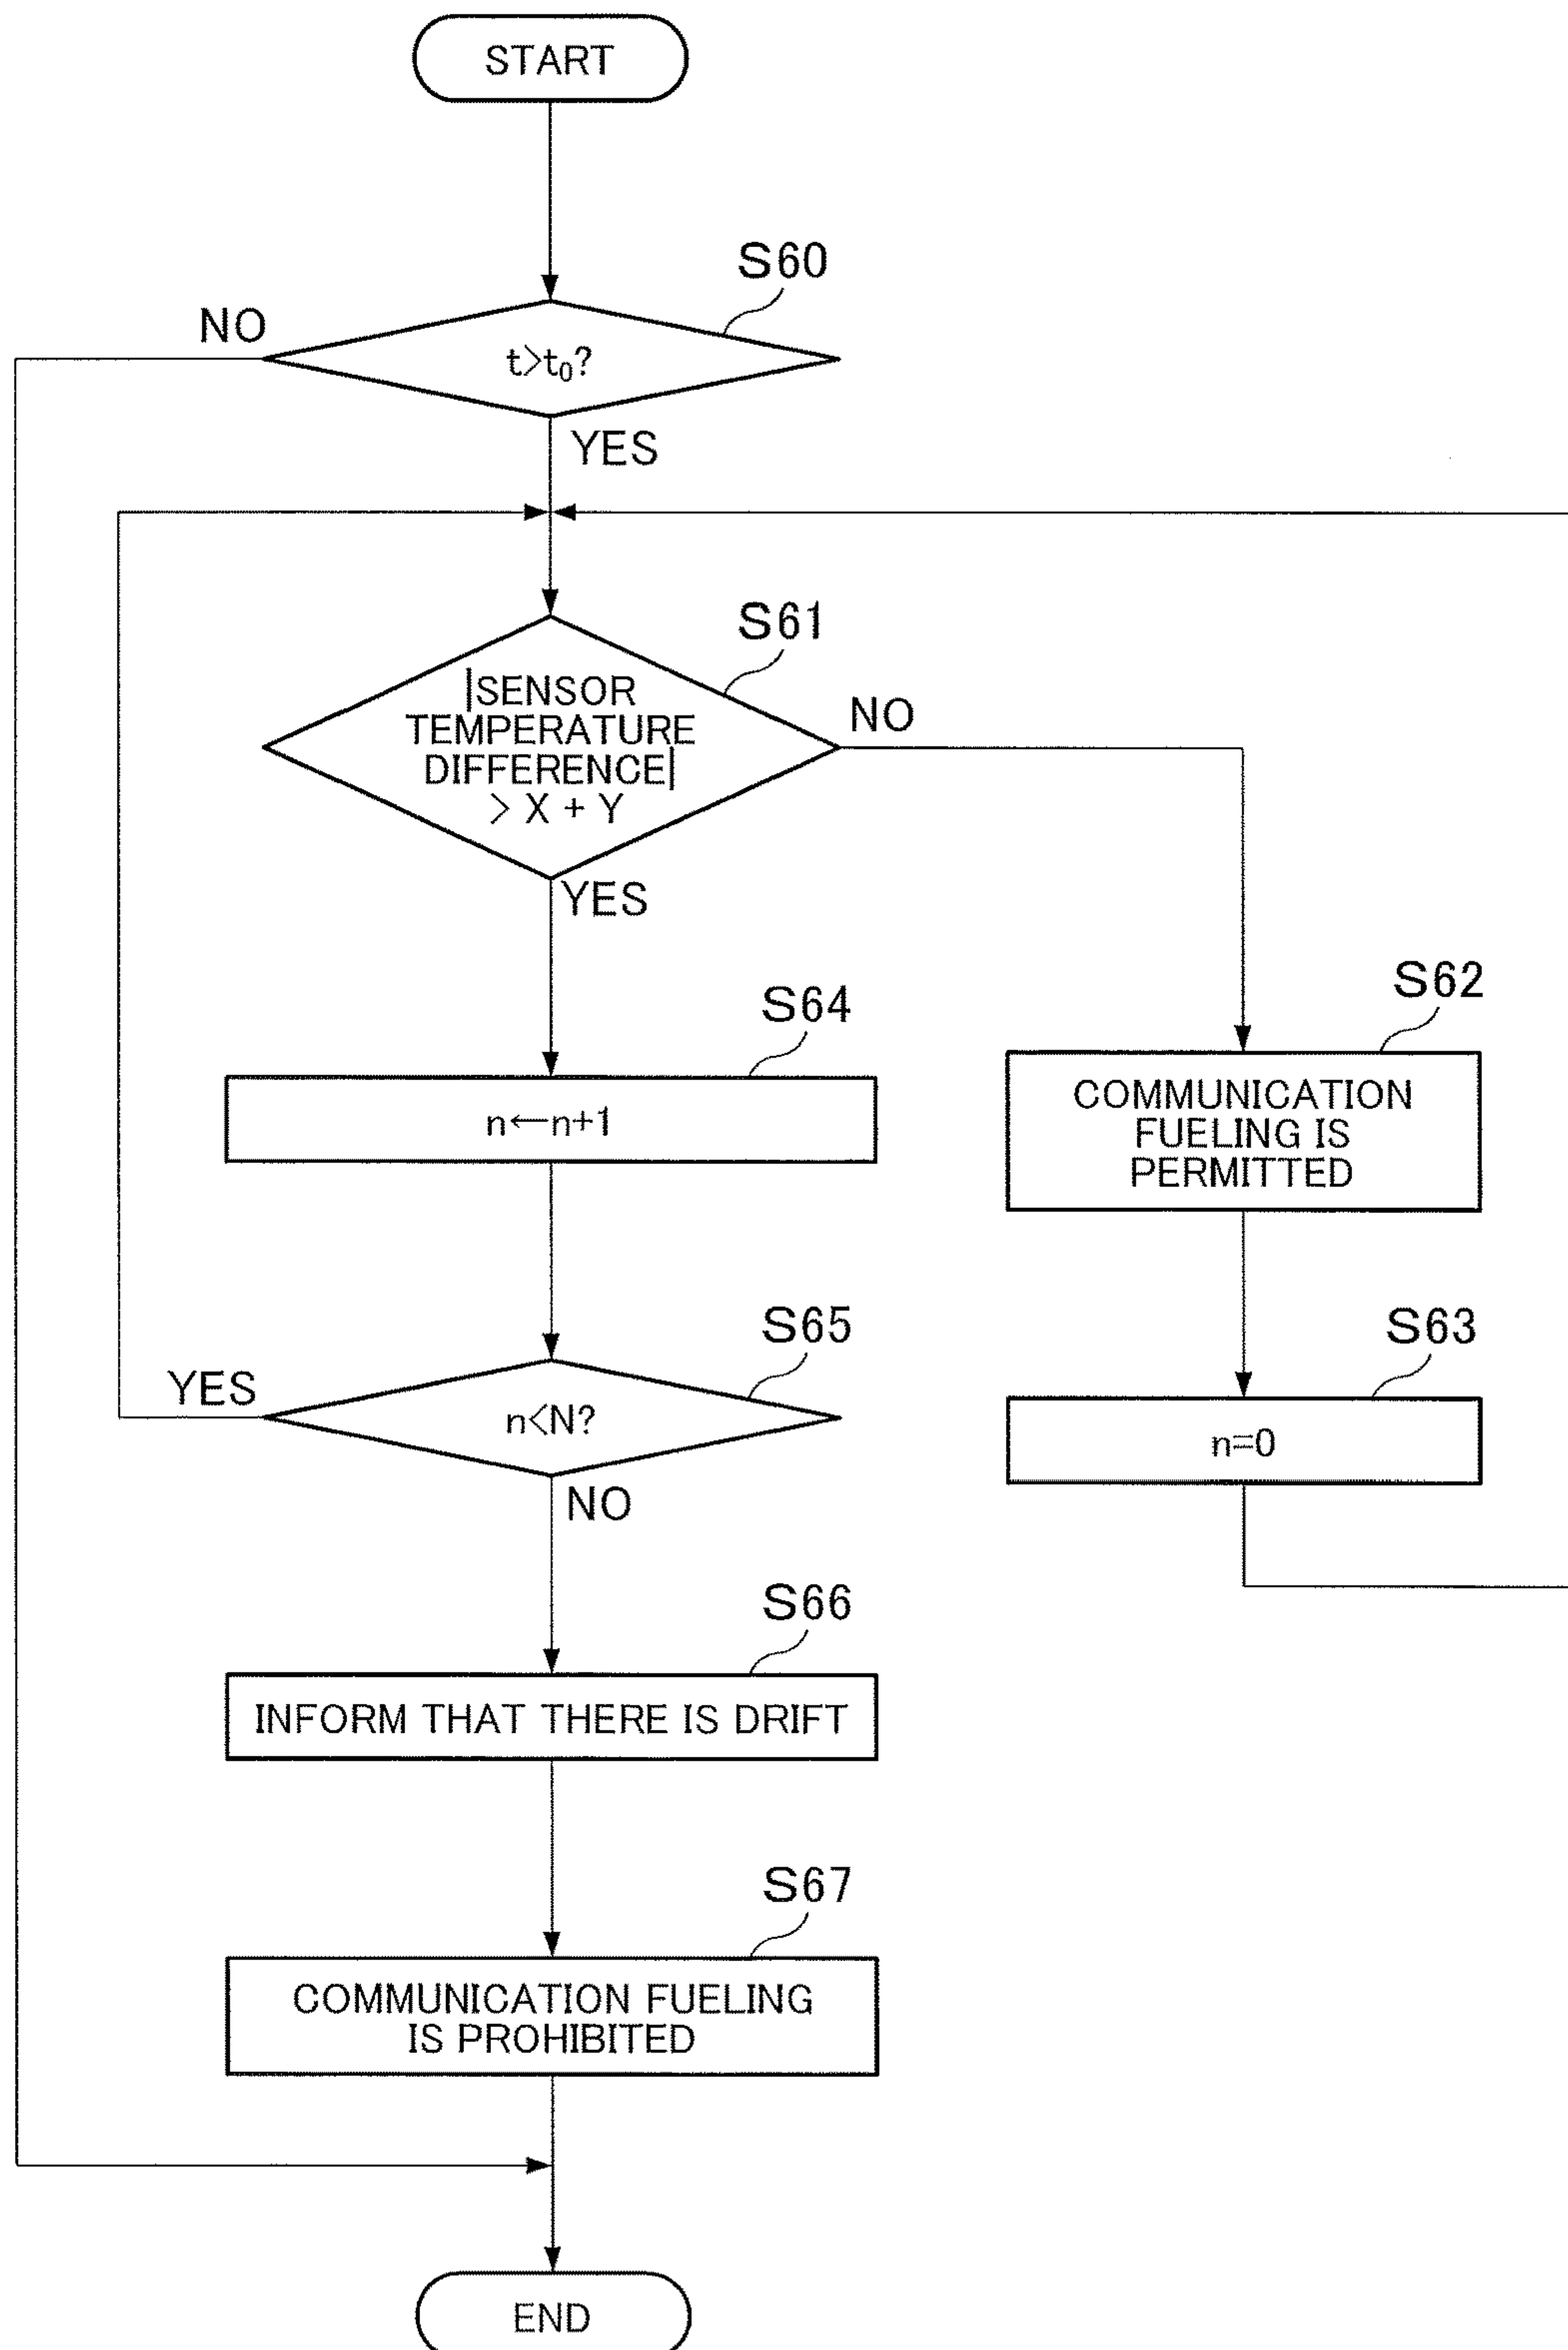 START
S60
NO
t>t₀?
YES
S61
|SENSOR
TEMPERATURE
DIFFERENCE|
> X + Y
NO
YES
S64
n←n+1
S62
COMMUNICATION
FUELING IS
PERMITTED
S63
n=0
S65
YES
n<N?
NO
S66
INFORM THAT THERE IS DRIFT
S67
COMMUNICATION FUELING
IS PROHIBITED
END